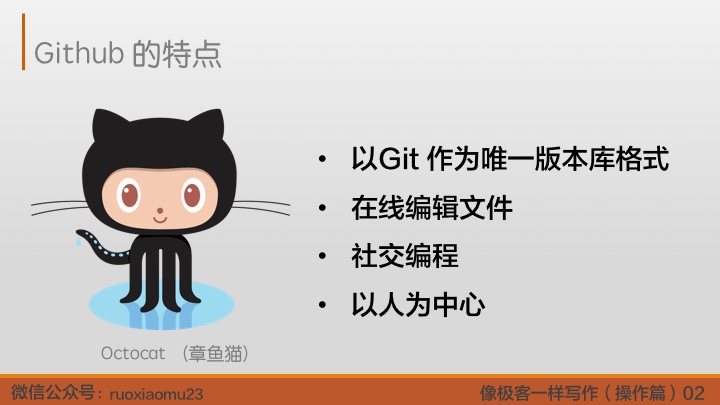 Github 的特点
• 以Git 作为唯一版本库格式
• 在线编辑文件
• 社交编程
• 以人为中心
Octocat （章鱼猫）
微信公众号：ruoxiaomu23
像极客一样写作（操作篇）02